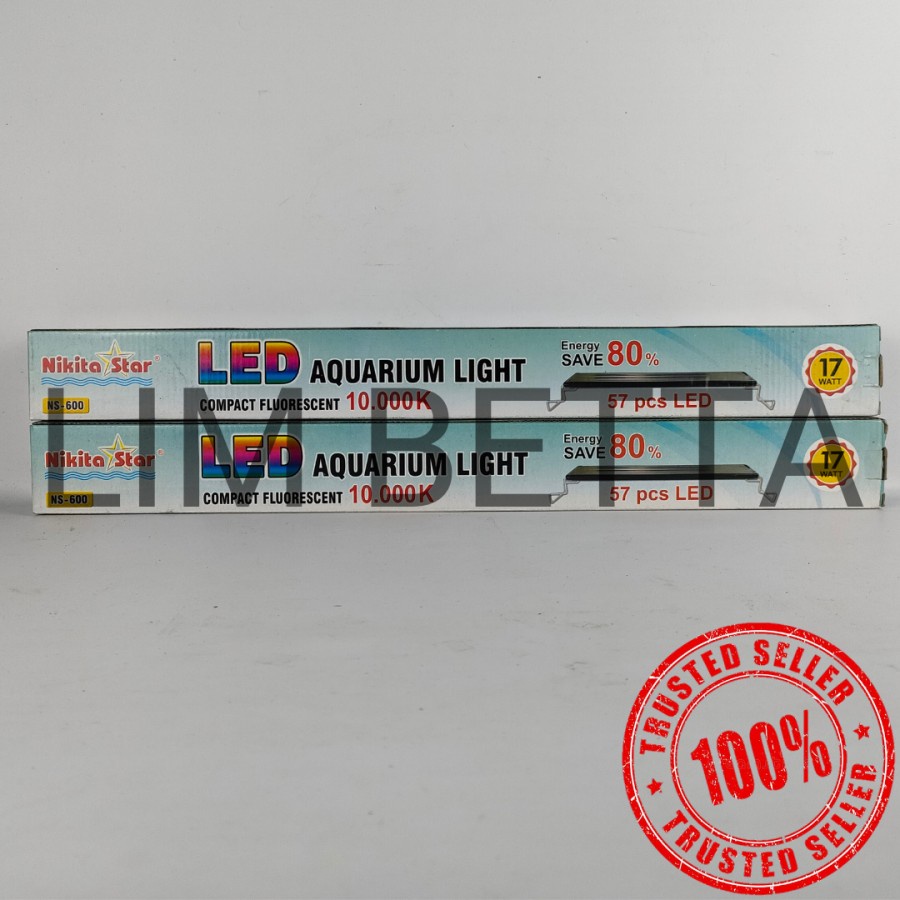 Nikita Star®
NS-600
LED AQUARIUM LIGHT
COMPACT FLUORESCENT 10.000K
Energy
SAVE 80%
57 pcs LED
17
WATT
Nikita Star®
NS-600
LED AQUARIUM LIGHT
COMPACT FLUORESCENT 10.000K
Energy
SAVE 80%
57 pcs LED
17
WATT
LIM BETTA
TRUSTED SELLER
100%
TRUSTED SELLER